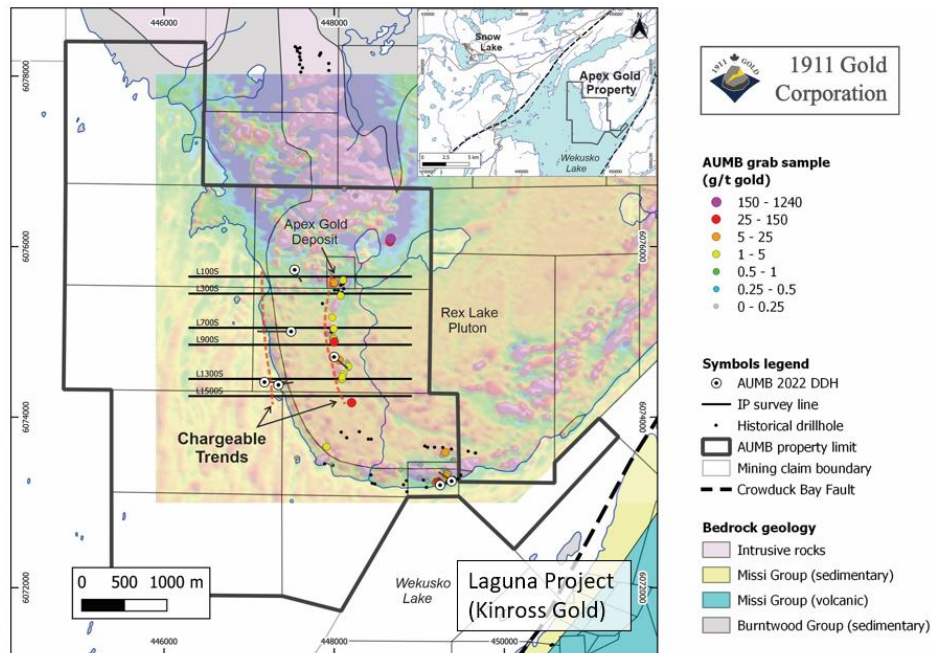 446000
448000
6078000
6076000
6074000
6072000
Snow
Lake
Apex Gold
Property
Wekusko
Lake
N
0 2.5 5 km
Apex Gold
Deposit
L100S
L300S
L700S
L900S
L1300S
L1500S
Rex Lake
Pluton
Chargeable
Trends
0 500 1000 m
Wekusko
Lake
Laguna Project
(Kinross Gold)
6076000
6074000
6072000
446000
448000
450000
1911 GOLD
1911 Gold
Corporation
AUMB grab sample
(g/t gold)
150 - 1240
25 - 150
5 - 25
1 - 5
0.5 - 1
0.25 - 0.5
0 - 0.25
Symbols legend
AUMB 2022 DDH
IP survey line
Historical drillhole
AUMB property limit
Mining claim boundary
Crowduck Bay Fault
Bedrock geology
Intrusive rocks
Missi Group (sedimentary)
Missi Group (volcanic)
Burntwood Group (sedimentary)